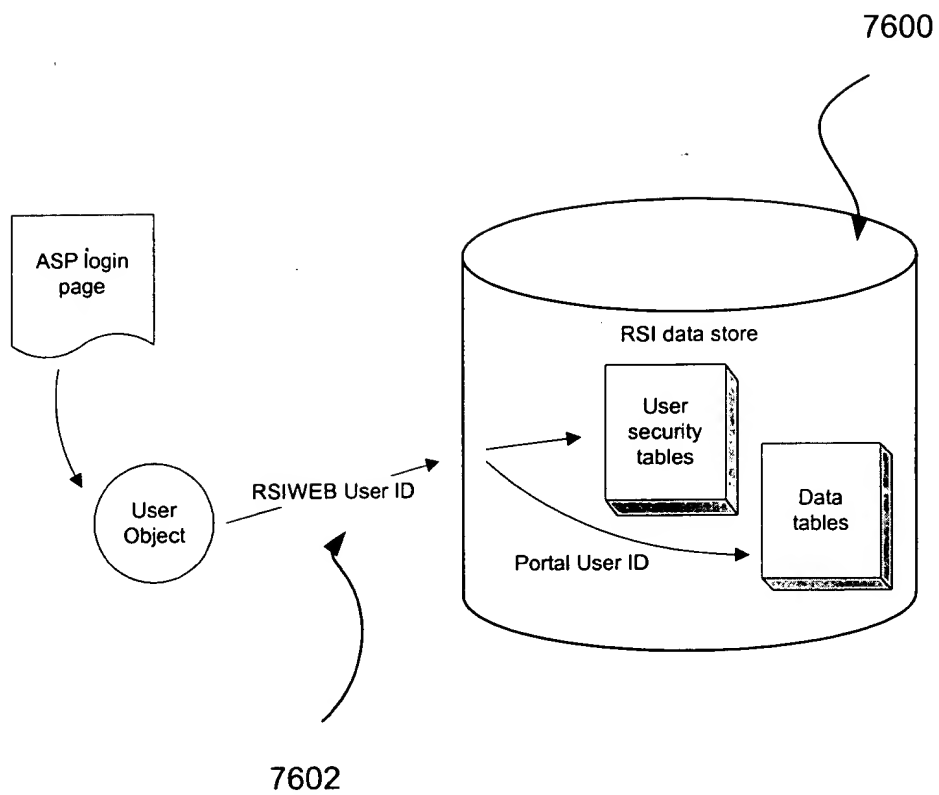 7600
ASP login
page
RSI data store
User
security
tables
RSIWEB User ID
User
Object
Data
tables
Portal User ID
7602